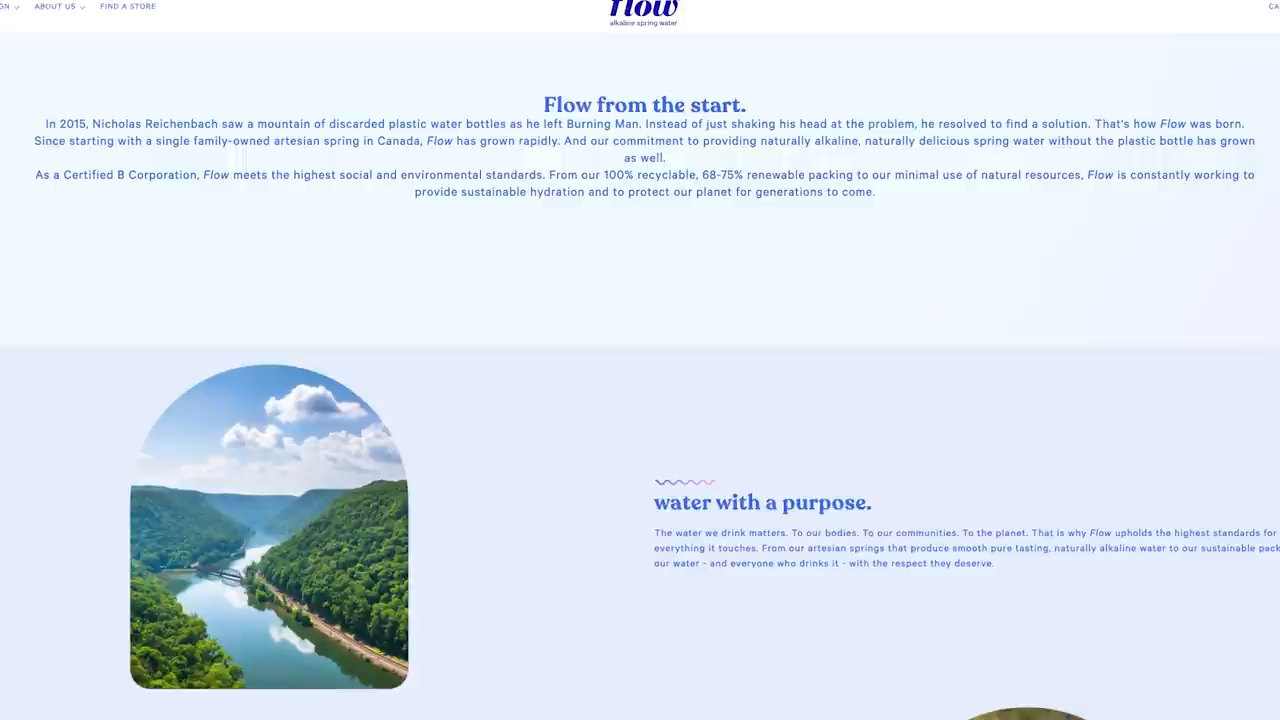 GN
ABOUT US
FIND A STORE
flow
CA
alkaline spring water
Flow from the start.
In 2015, Nicholas Reichenbach saw a mountain of discarded plastic water bottles as he left Burning Man. Instead of just shaking his head at the problem, he resolved to find a solution. That's how Flow was born.
Since starting with a single family-owned artesian spring in Canada, Flow has grown rapidly. And our commitment to providing naturally alkaline, naturally delicious spring water without the plastic bottle has grown
as well.
As a Certified B Corporation, Flow meets the highest social and environmental standards. From our 100% recyclable, 68-75% renewable packing to our minimal use of natural resources, Flow is constantly working to
provide sustainable hydration and to protect our planet for generations to come.
water with a purpose.
The water we drink matters. To our bodies. To our communities. To the planet. That is why Flow upholds the highest standards for
everything it touches. From our artesian springs that produce smooth pure tasting, naturally alkaline water to our sustainable pack
our water - and everyone who drinks it - with the respect they deserve.